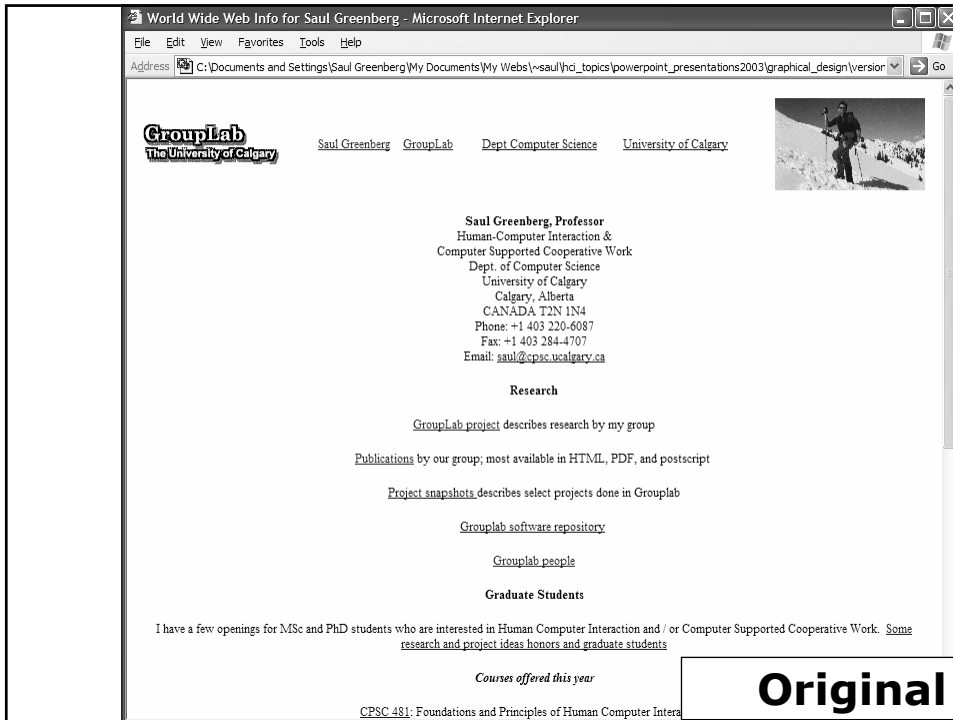 World Wide Web Info for Saul Greenberg - Microsoft Internet Explorer
File Edit View Favorites Tools Help
Address C:\Documents and Settings\Saul Greenberg\My Documents\My Webs\~saul\hci_topics\powerpoint_presentations2003\graphical_design\version Go
GroupLab
The University of Calgary
Saul Greenberg GroupLab Dept Computer Science University of Calgary
Saul Greenberg, Professor
Human-Computer Interaction &
Computer Supported Cooperative Work
Dept. of Computer Science
University of Calgary
Calgary, Alberta
CANADA T2N 1N4
Phone: +1 403 220-6087
Fax: +1 403 284-4707
Email: saul@cpsc.ucalgary.ca
Research
GroupLab project describes research by my group
Publications by our group; most available in HTML, PDF, and postscript
Project snapshots describes select projects done in Grouplab
Grouplab software repository
Grouplab people
Graduate Students
I have a few openings for MSc and PhD students who are interested in Human Computer Interaction and / or Computer Supported Cooperative Work. Some
research and project ideas honors and graduate students
Courses offered this year
CPSC 481: Foundations and Principles of Human Computer Intera
Original